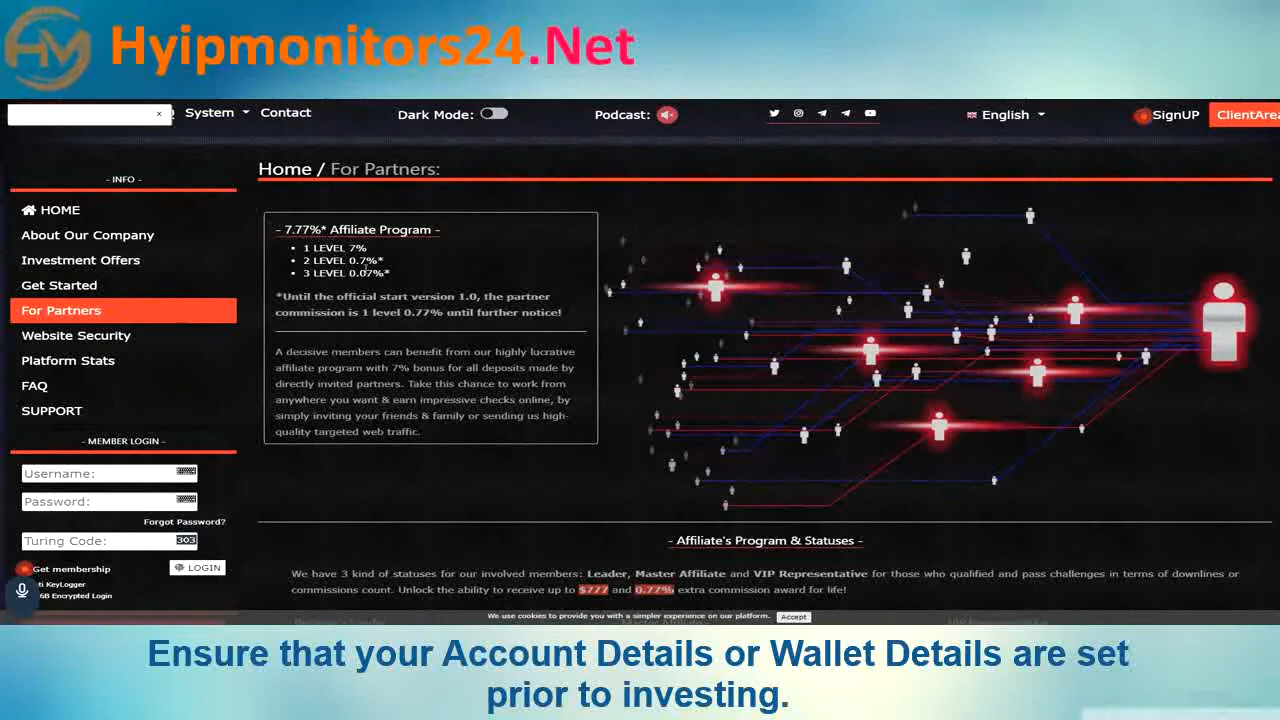 HM
Hyipmonitors24.Net
System
Contact
Dark Mode:
Podcast:
English
SignUP
ClientArea
- INFO -
HOME
About Our Company
Investment Offers
Get Started
For Partners
Website Security
Platform Stats
FAQ
SUPPORT
- MEMBER LOGIN -
Username:
Password:
Forgot Password?
Turing Code:
303
Get membership
LOGIN
ti KeyLogger
6B Encrypted Login
Home / For Partners:
- 7.77%* Affiliate Program -
• 1 LEVEL 7%
• 2 LEVEL 0.7%*
• 3 LEVEL 0.07%*
*Until the official start version 1.0, the partner
commission is 1 level 0.77% until further notice!
A decisive members can benefit from our highly lucrative
affiliate program with 7% bonus for all deposits made by
directly invited partners. Take this chance to work from
anywhere you want & earn impressive checks online, by
simply inviting your friends & family or sending us high-
quality targeted web traffic.
- Affiliate's Program & Statuses -
We have 3 kind of statuses for our involved members: Leader, Master Affiliate and VIP Representative for those who qualified and pass challenges in terms of downlines or
commissions count. Unlock the ability to receive up to $777 and 0.77% extra commission award for life!
We use cookies to provide you with a simpler experience on our platform. Accept
Ensure that your Account Details or Wallet Details are set
prior to investing.